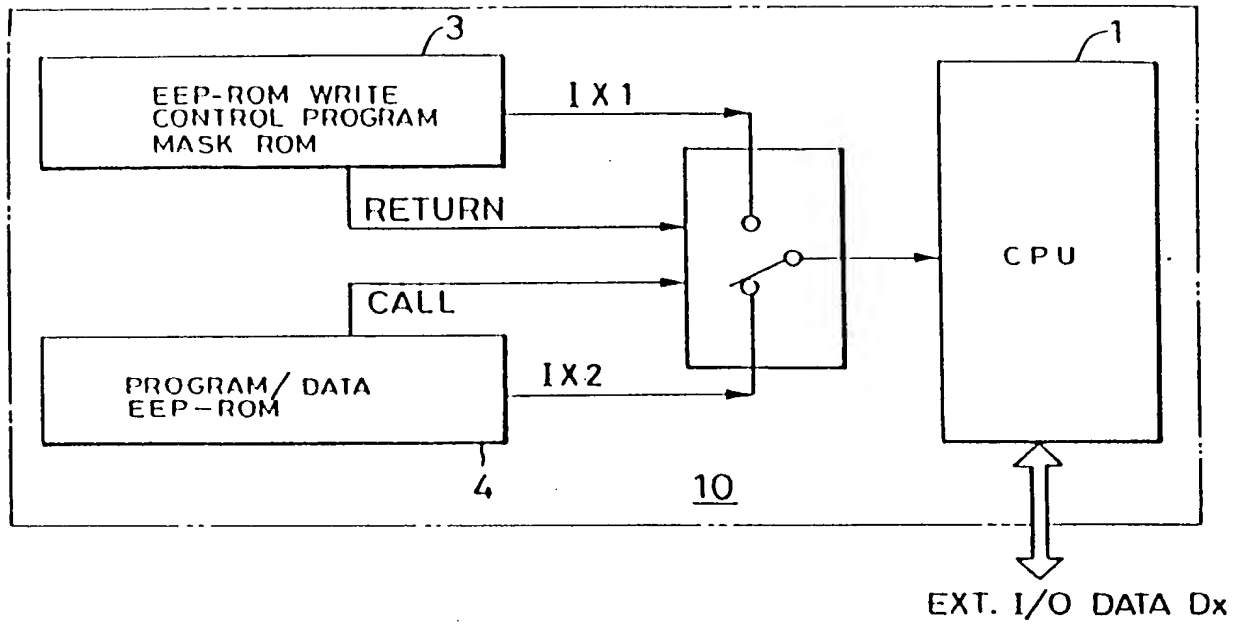 3
EEP-ROM WRITE
CONTROL PROGRAM
MASK ROM
IX1
RETURN
1
CPU
CALL
PROGRAM/DATA
EEP-ROM
IX2
4
10
EXT. I/O DATA Dx